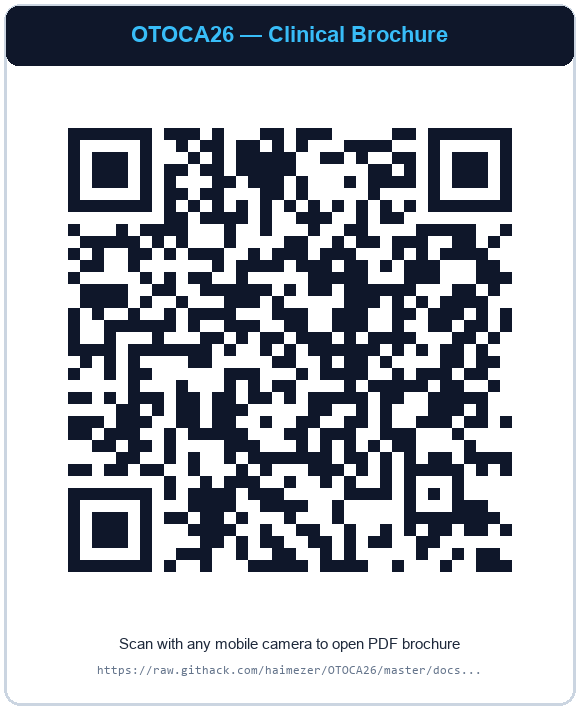 OTOCA26 — Clinical Brochure
Scan with any mobile camera to open PDF brochure
https://raw.githack.com/haimezer/OTOCA26/master/docs...